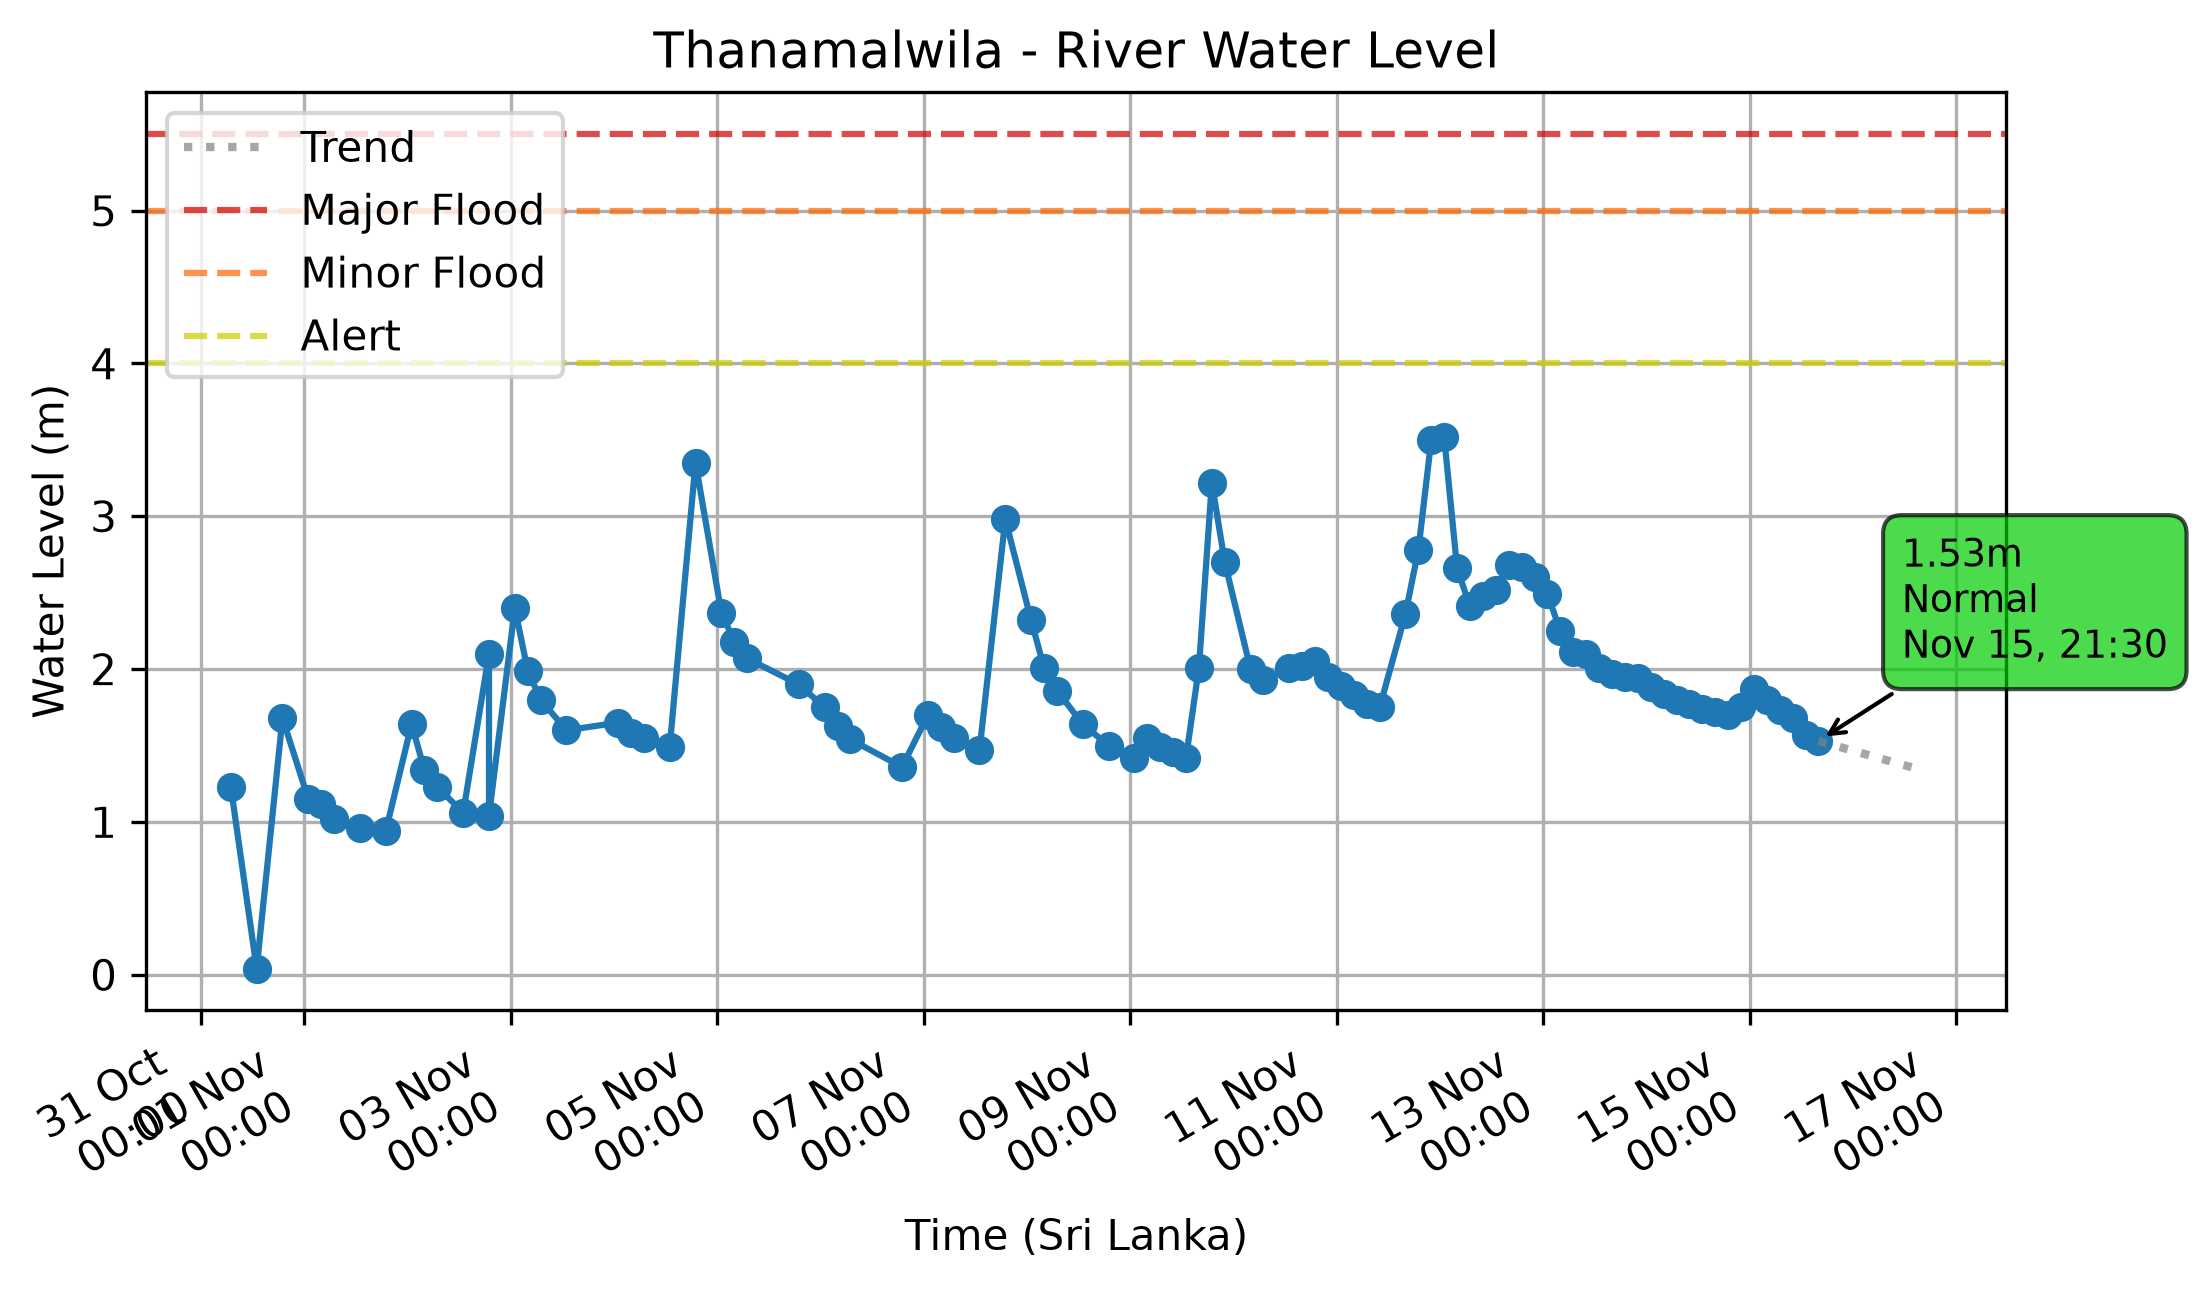 Thanamalwila - River Water Level
Trend
Major Flood
Minor Flood
Alert
Water Level (m)
5
4
3
2
1
0
1.53m
Normal
Nov 15, 21:30
31 Oct
00:00
01 Nov
00:00
03 Nov
00:00
05 Nov
00:00
07 Nov
00:00
09 Nov
00:00
11 Nov
00:00
13 Nov
00:00
15 Nov
00:00
17 Nov
00:00
Time (Sri Lanka)